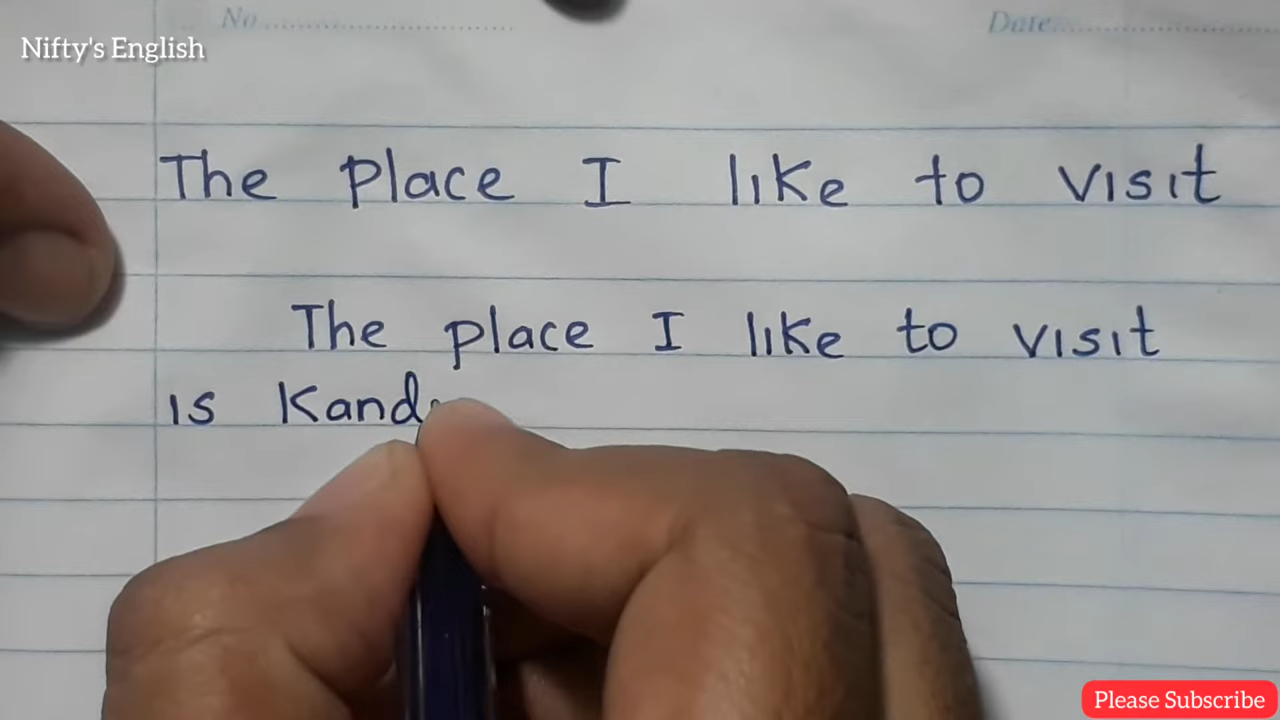 No
Date
Nifty's English
The place I like to visit
The place I like to visit
is Kand
Please Subscribe